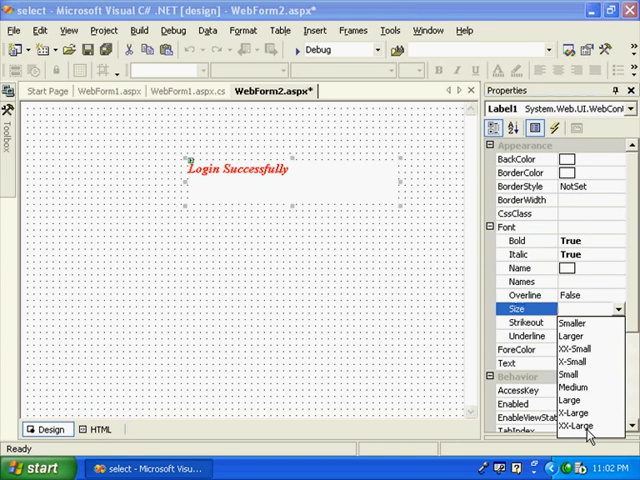 select - Microsoft Visual C# .NET [design] - WebForm2.aspx*
File Edit View Project Build Debug Data Format Table Insert Frames Tools Window Help
Debug
Start Page WebForm1.aspx WebForm1.aspx.cs WebForm2.aspx*
Toolbox
Login Successfully
Design HTML
Properties
Label1 System.Web.UI.WebCont
Appearance
BackColor
BorderColor
BorderStyle NotSet
BorderWidth
CssClass
Font
Bold True
Italic True
Name
Names
Overline False
Size
Strikeout
Underline
ForeColor
Text
Behavior
AccessKey
Enabled
EnableViewStat
TabIndex
Smaller
Larger
XX-Small
X-Small
Small
Medium
Large
X-Large
XX-Large
Ready
start select - Microsoft Visu... 11:02 PM